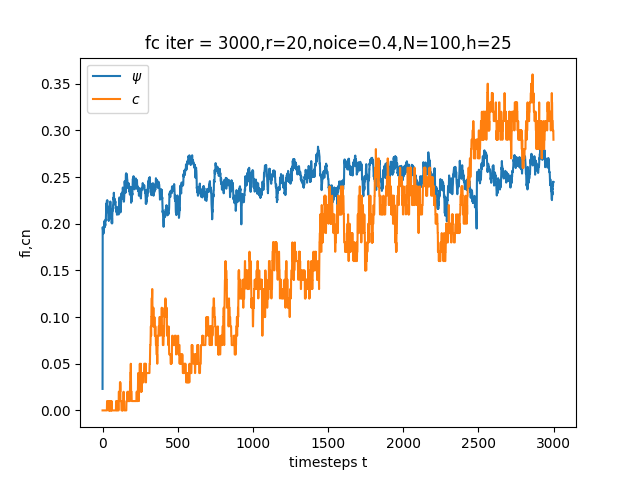 fc iter = 3000,r=20,noice=0.4,N=100,h=25
ψ
c
0.35
0.30
0.25
0.20
0.15
0.10
0.05
0.00
fi,cn
0 500 1000 1500 2000 2500 3000
timesteps t